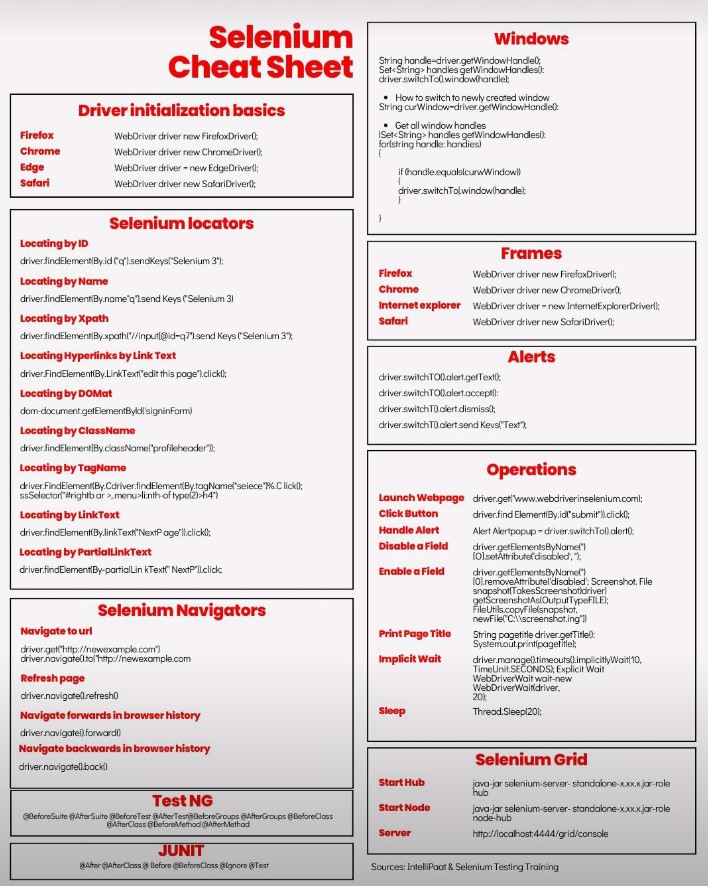 Selenium
Cheat Sheet
Driver initialization basics
Firefox WebDriver driver new FirefoxDriver();
Chrome WebDriver driver new ChromeDriver();
Edge WebDriver driver = new EdgeDriver();
Safari WebDriver driver new SafariDriver();
Selenium locators
Locating by ID
driver.findElement(By.id ("q").sendKeys("Selenium 3");
Locating by Name
driver.findElement(By.name"q").send Keys ("Selenium 3)
Locating by Xpath
driver.findElement(By.xpath("//input[@id=q7").send Keys ("Selenium 3");
Locating Hyperlinks by Link Text
driver.FindElement(By.LinkText("edit this page").click();
Locating by DOMat
dom-document.getElementById('signinForm)
Locating by ClassName
driver.findElement(By.className("profileheader"));
Locating by TagName
driver.FindElement(By.Cdriver.findElement(By.tagName("seiece")%.C lick();
ssSelector("#rightb ar >,.menu>li:nth-of type(2)>h4")
Locating by LinkText
driver.findElement(By.linkText("NextP age")).click();
Locating by PartialLinkText
driver.findElement(By-partialLin kText(" NextP")).click;
Selenium Navigators
Navigate to url
driver.get("http://newexample.com")
driver.navigate().to("http://newexample.com
Refresh page
driver.navigate().refresh()
Navigate forwards in browser history
driver.navigate().forward()
Navigate backwards in browser history
driver.navigate().back()
Test NG
@BeforeSuite @AfterSuite @BeforeTest @AfterTest@BeforeGroups @AfterGroups @BeforeClass
@AfterClass @BeforeMethod @AfterMethod
JUNIT
@After @AfterClass @ Before @BeforeClass @Ignore @Test
Windows
String handle=driver.getWindowHandle();
Set<String> handles getWindowHandles():
driver.switchTo().window(handle);
• How to switch to newly created window
String curWindow=driver.getWindowHandle():
• Get all window handles
lSet<String> handles getWindowHandles():
for(string handle: handies)
{
if (handle.equals(curwWindow))
{
driver.switchTo(.window(handle);
}
}
Frames
Firefox WebDriver driver new FirefoxDriver();
Chrome WebDriver driver new ChromeDriver();
Internet explorer WebDriver driver = new InternetExplorerDriver();
Safari WebDriver driver new SafariDriver();
Alerts
driver.switchTO().alert.getText();
driver.switchTO().alert.accept():
driver.switchT().alert.dismiss();
driver.switchT().alert.send Kevs("Text");
Operations
Launch Webpage driver.get("www.webdriverinselenium.com);
Click Button driver.find Element(By.id("submit")).click();
Handle Alert Alert Alertpopup = driver.switchTo().alert();
Disable a Field driver.getElementsByName('')
[0].setAttribute('disabled', '');
Enable a Field driver.getElementsByName('')
[0].removeAttribute('disabled'; Screenshot, File
snapshot(TakesScreenshot)driver)
getScreenshotAs(OutputTypeFILE);
FileUtils.copyFile(snapshot,
newFile("C:\\screenshot.ing"))
Print Page Title String pagetitle driver.getTitle():
System.out.print(pagetitle);
Implicit Wait driver.manage().timeouts().implicitlyWait(10,
TimeUnit.SECONDS); Explicit Wait
WebDriverWait wait-new
WebDriverWait(driver,
20);
Sleep Thread.Sleep(20);
Selenium Grid
Start Hub java-jar selenium-server- standalone-x.xx.x.jar-role
hub
Start Node java-jar selenium-server- standalone-x.xx.x.jar-role
node-hub
Server http://localhost:4444/grid/console
Sources: IntelliPaat & Selenium Testing Training